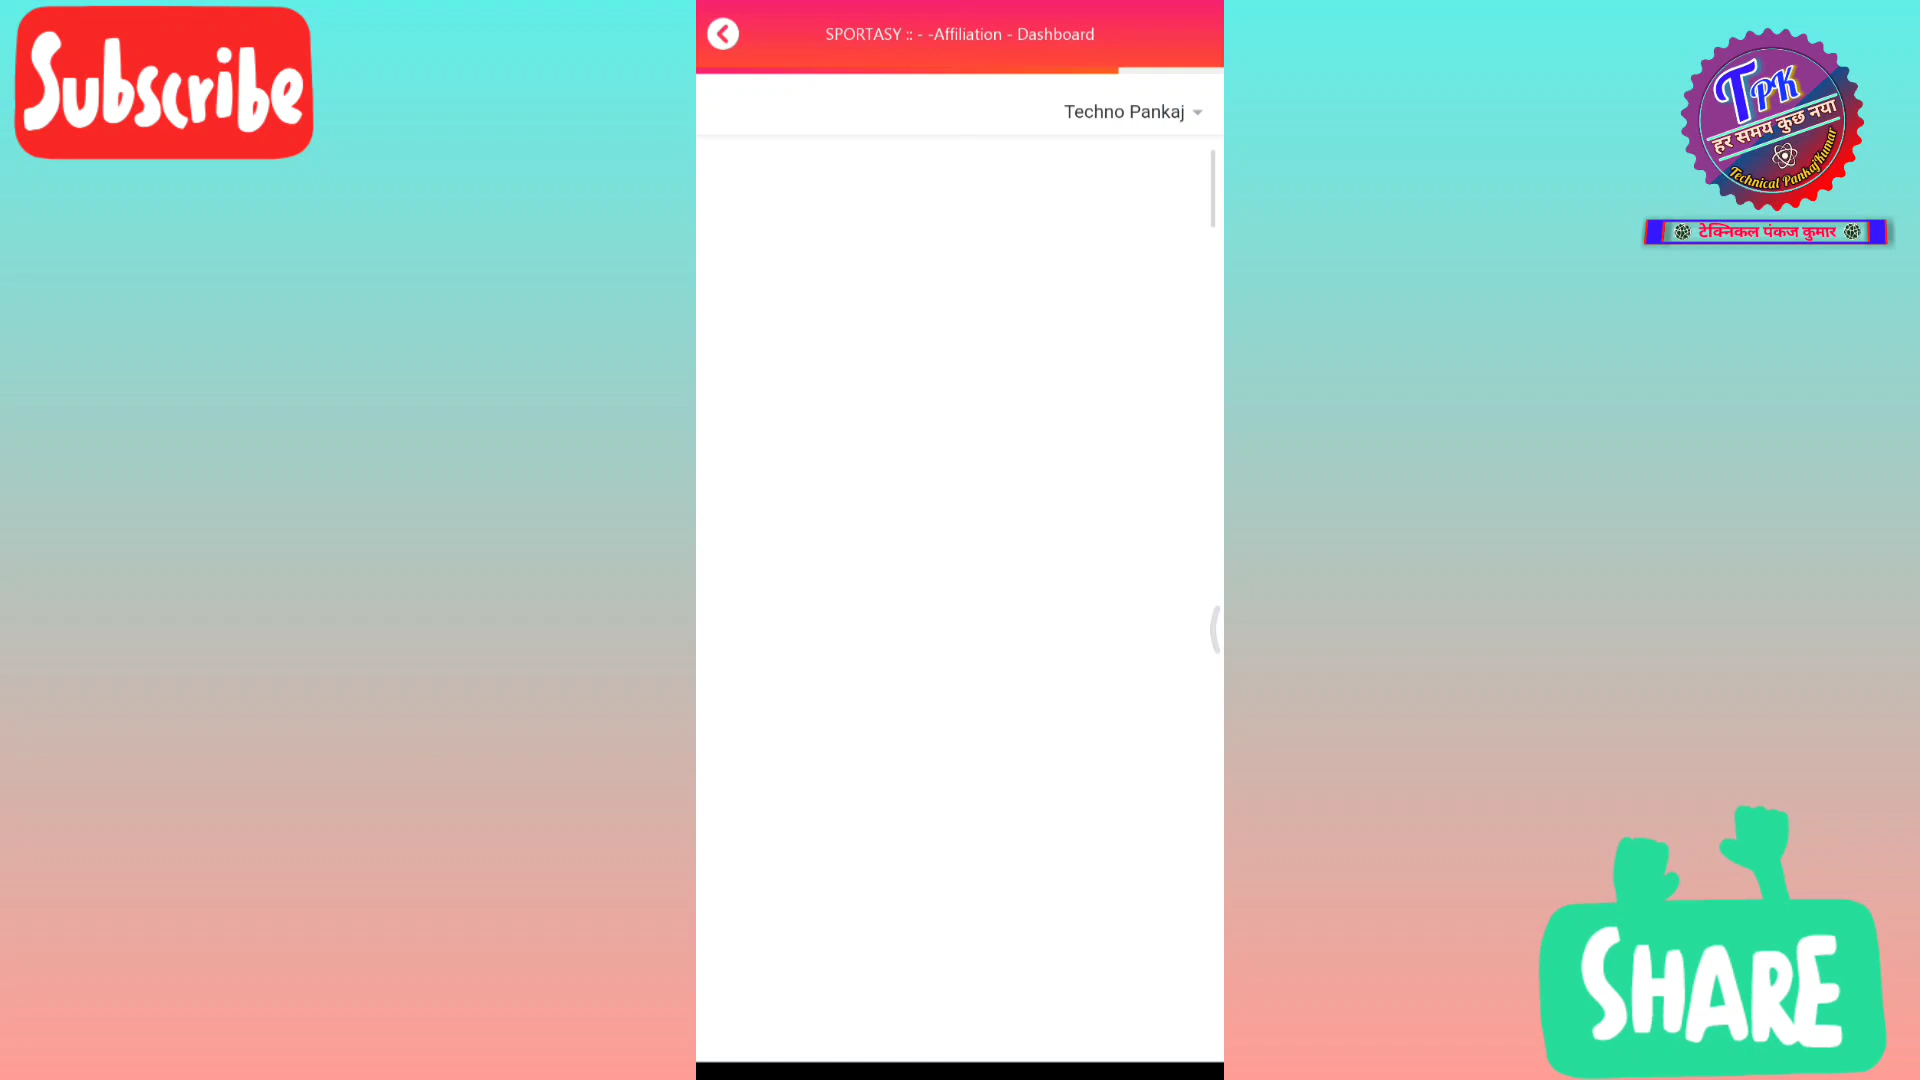 Subscribe
SPORTASY :: - -Affiliation - Dashboard
Techno Pankaj
TPK
हर समय कुछ नया
Technical PankajKumar
टेक्निकल पंकज कुमार
SHARE